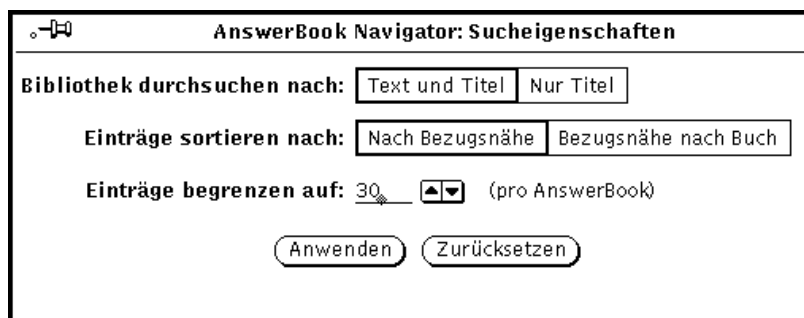 AnswerBook Navigator: Sucheigenschaften
Bibliothek durchsuchen nach: Text und Titel Nur Titel
Einträge sortieren nach: Nach Bezugsnähe Bezugsnähe nach Buch
Einträge begrenzen auf: 30 (pro AnswerBook)
Anwenden Zurücksetzen